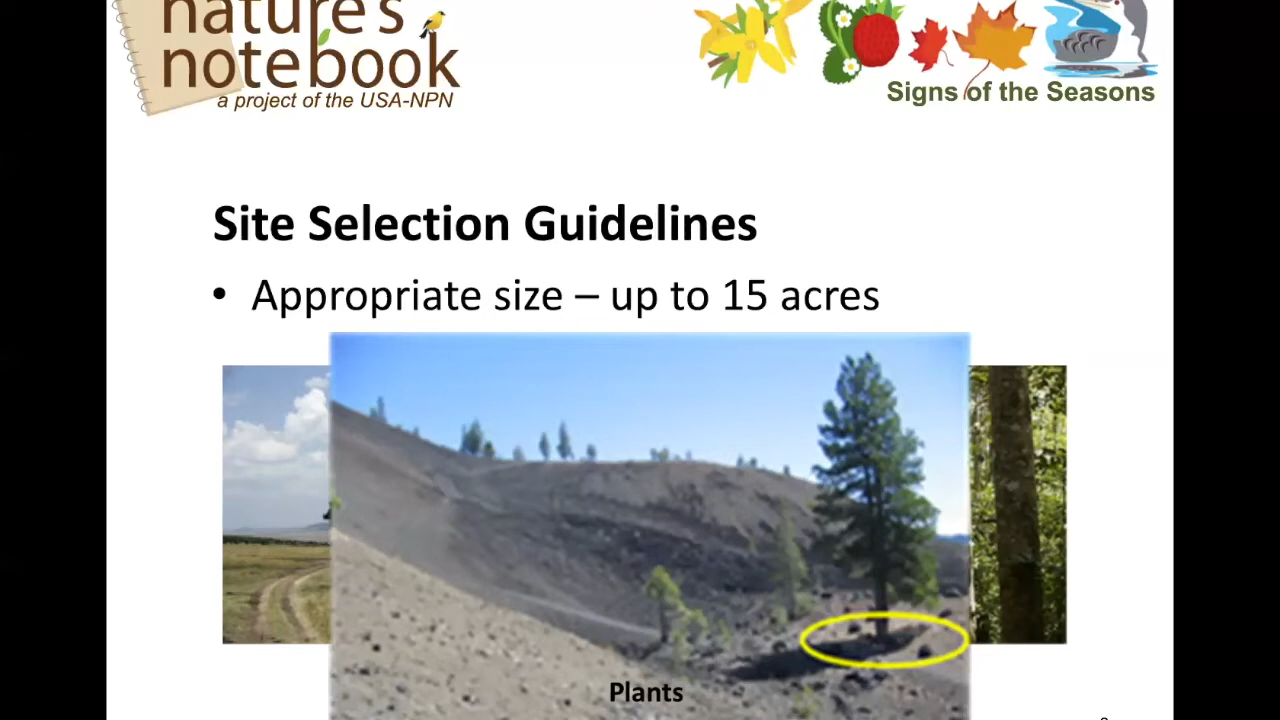 nature's
notebook
a project of the USA-NPN
Signs of the Seasons
Site Selection Guidelines
• Appropriate size – up to 15 acres
Plants